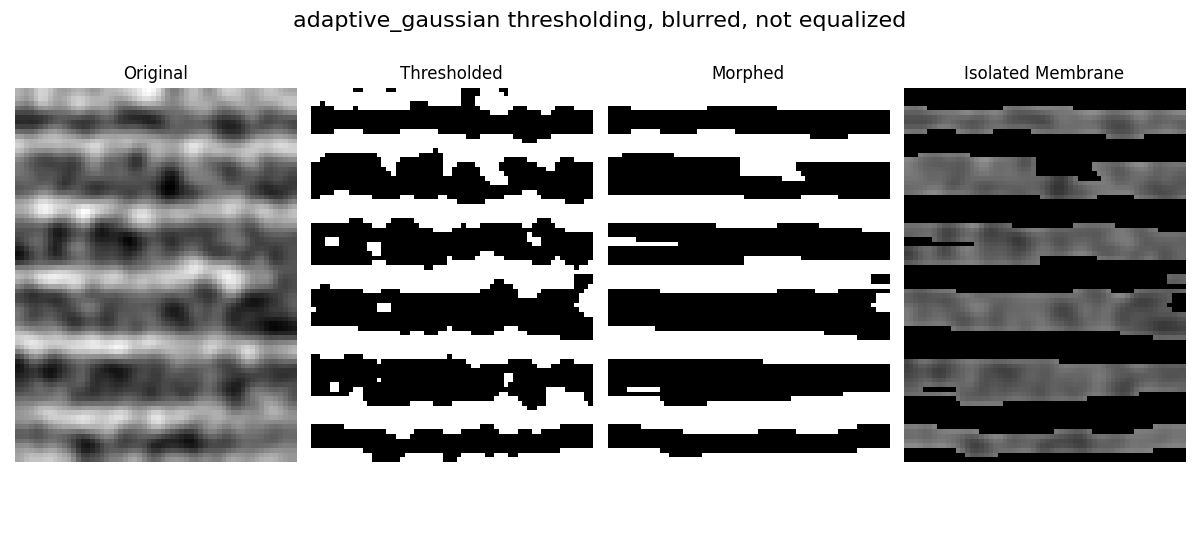 adaptive_gaussian thresholding, blurred, not equalized
Original
Thresholded
Morphed
Isolated Membrane